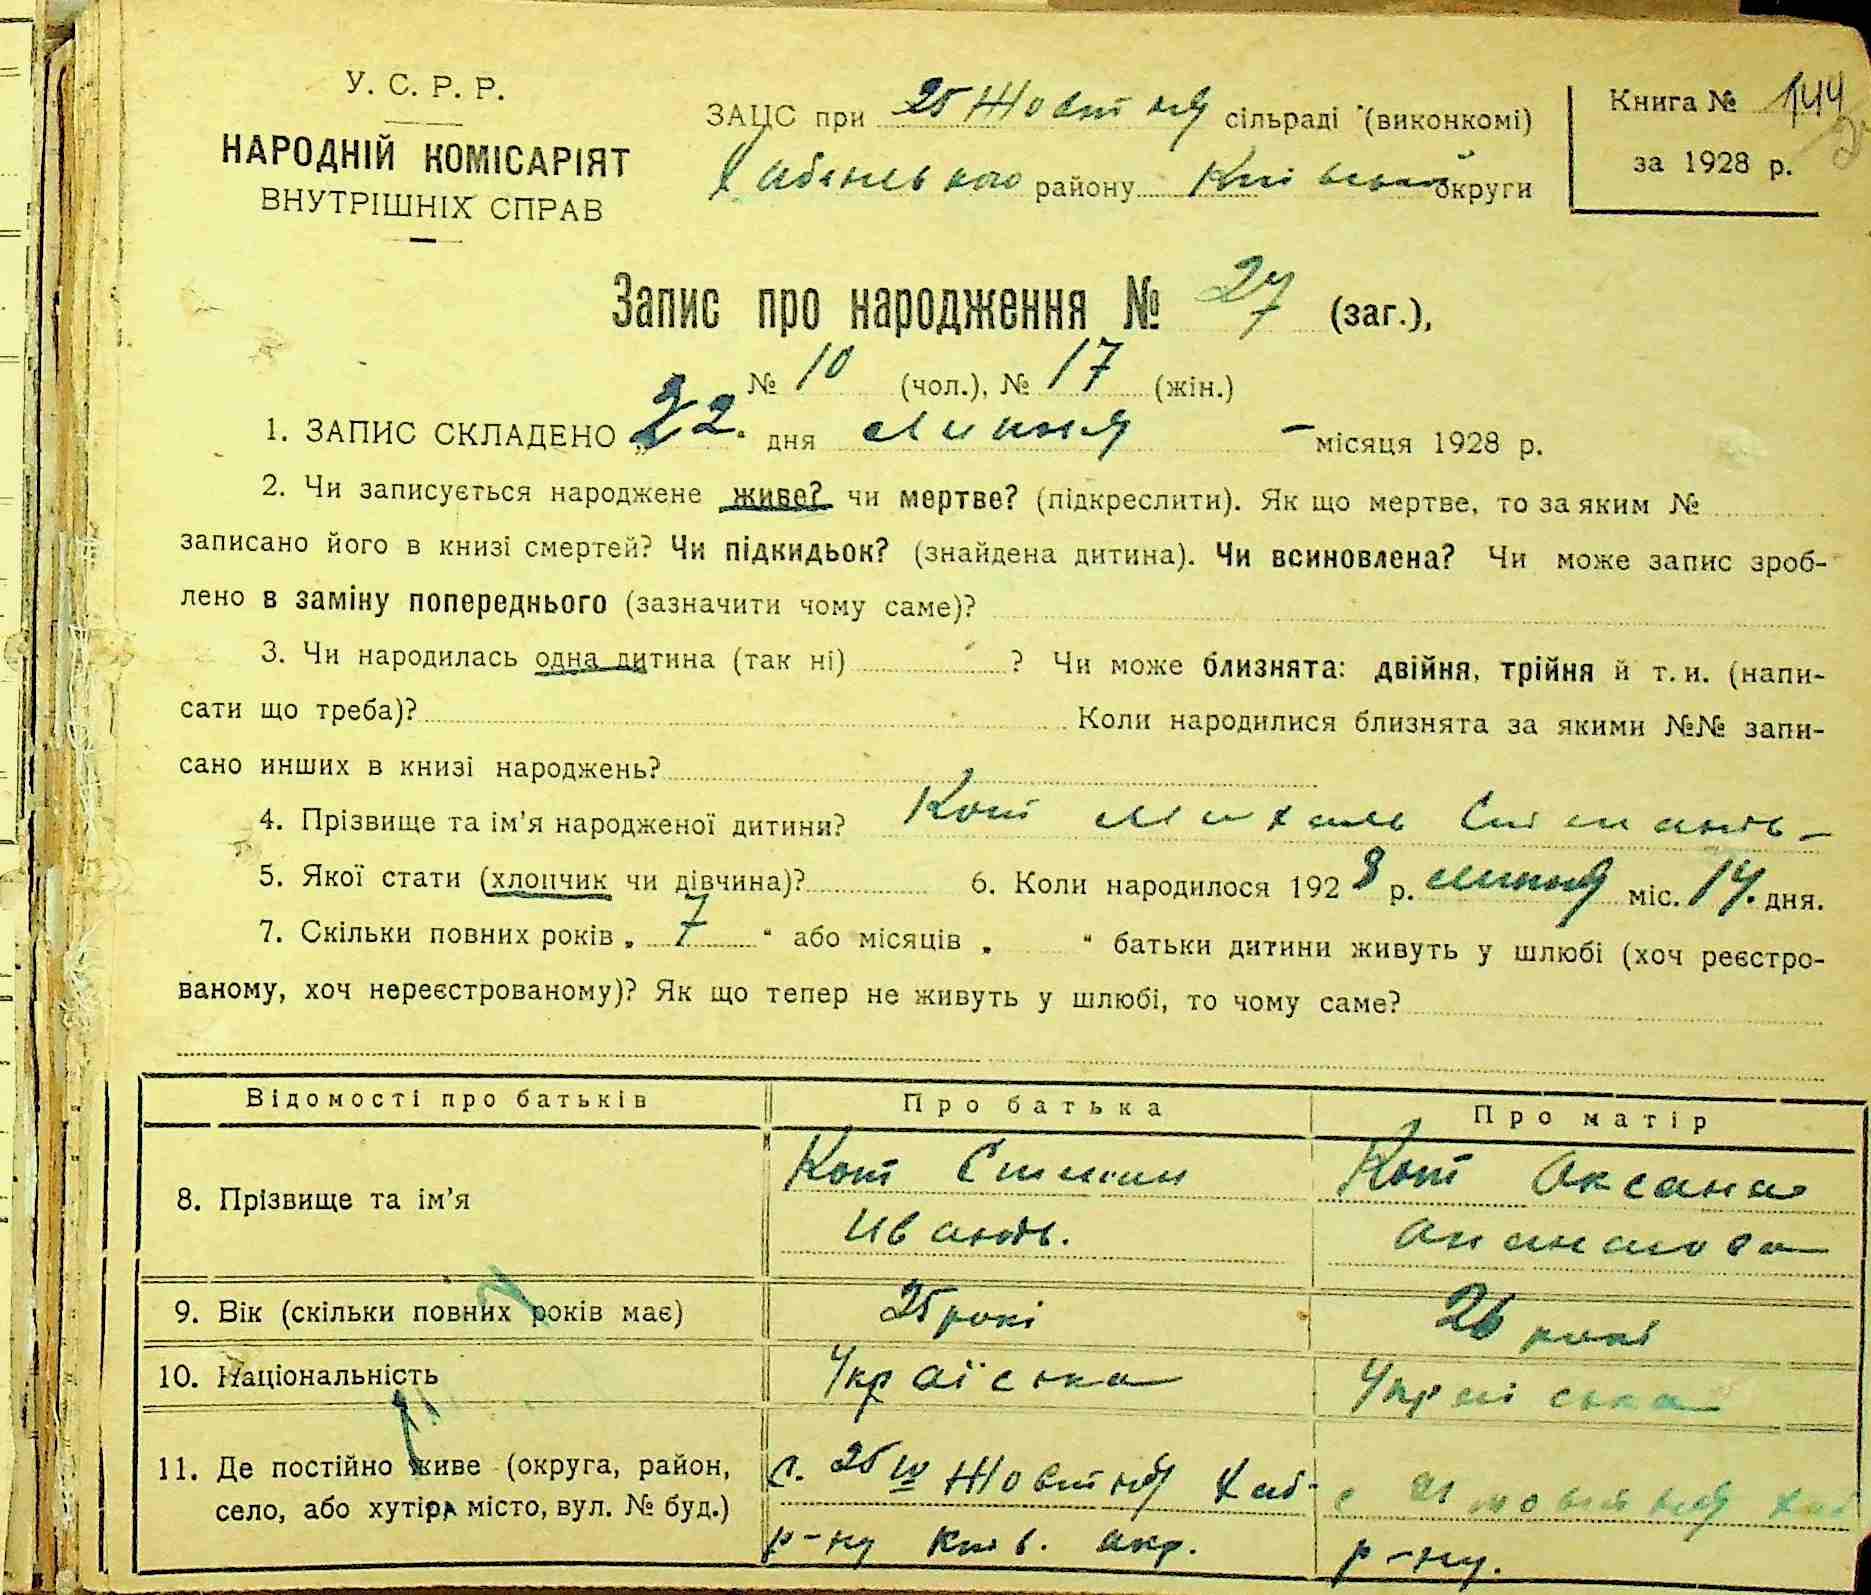 У. С. Р. Р.
НАРОДНІЙ КОМІСАРІЯТ
ВНУТРІШНІХ СПРАВ
ЗАЦС при 25 Жовтня сільраді (виконкомі)
Хабенського району Київської округи
Книга № 144
за 1928 р.
Запис про народження № 27 (заг.),
№ 10 (чол.), № 17 (жін.)
1. ЗАПИС СКЛАДЕНО „22. дня липня – місяця 1928 р.
2. Чи записується народжене живе? чи мертве? (підкреслити). Як що мертве, то за яким №
записано його в книзі смертей? Чи підкидьок? (знайдена дитина). Чи всиновлена? Чи може запис зроб-
лено в заміну попереднього (зазначити чому саме)?
3. Чи народилась одна дитина (так ні) ? Чи може близнята: двійня, трійня й т. и. (напи-
сати що треба)? Коли народилися близнята за якими №№ запи-
сано инших в книзі народжень?
4. Прізвище та ім’я народженої дитини? Кот
5. Якої стати (хлопчик чи дівчина)? 6. Коли народилося 1928 р. липня міс. 14. дня.
7. Скільки повних років „ 7 “ або місяців „ “ батьки дитини живуть у шлюбі (хоч реєстро-
ваному, хоч нереєстрованому)? Як що тепер не живуть у шлюбі, то чому саме?
Відомості про батьків Про батька Про матір
8. Прізвище та ім’я Кот Кот Оксана
9. Вік (скільки повних років має) 25 рокі 26 рокі
10. Національність Українська Українська
11. Де постійно живе (округа, район,
село, або хутір, місто, вул. № буд.)
с. 25 IV Жовтня Хаб-
р-ну Київ. окр.
р-ну.